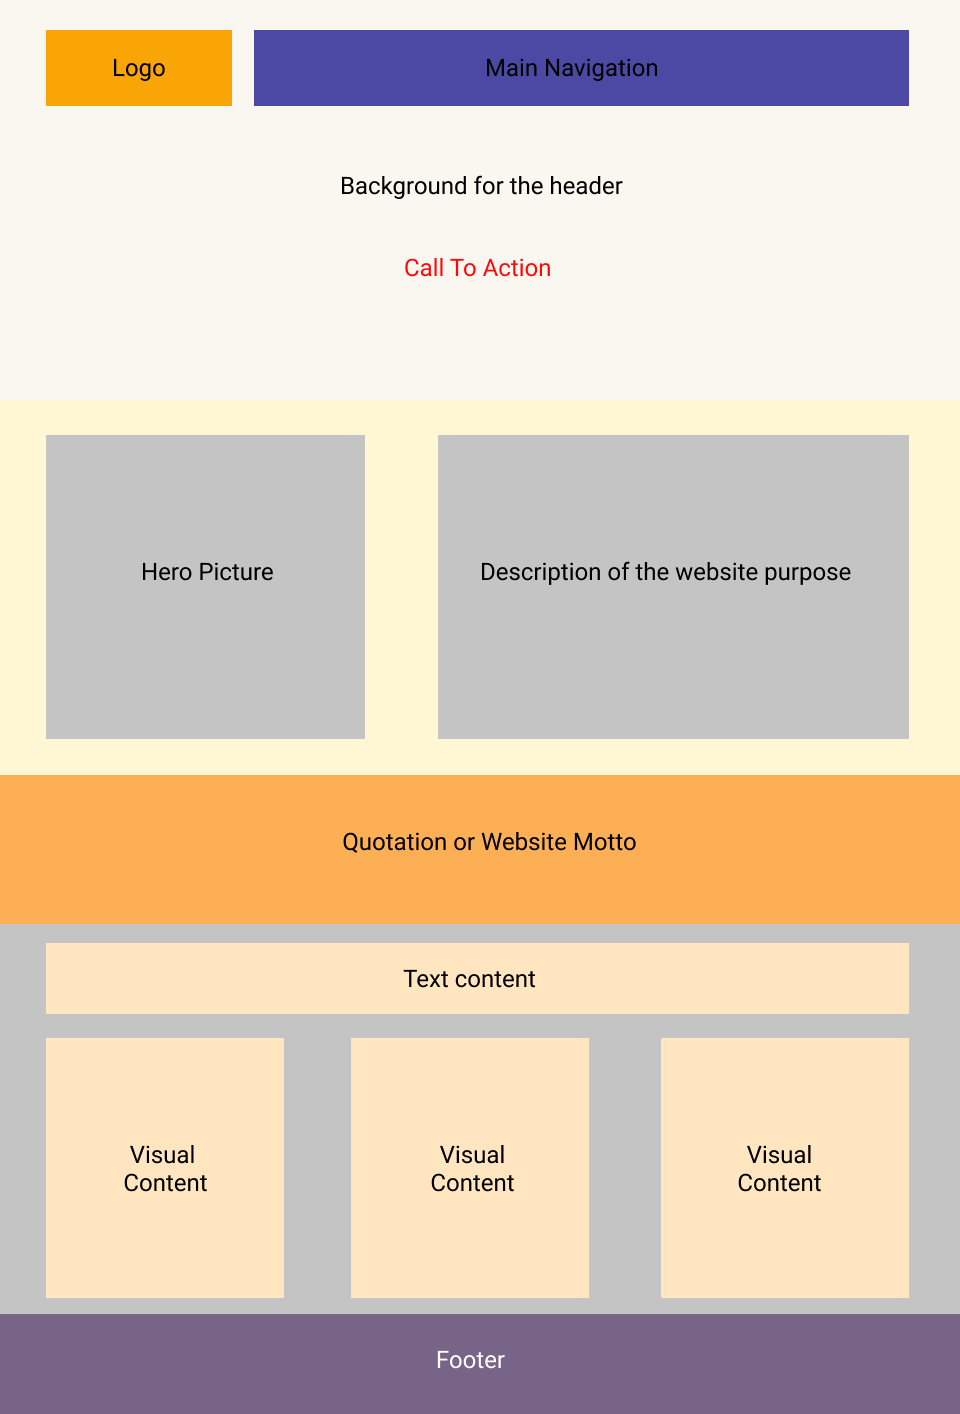 Logo
Main Navigation
Background for the header
Call To Action
Hero Picture
Description of the website purpose
Quotation or Website Motto
Text content
Visual
Content
Visual
Content
Visual
Content
Footer